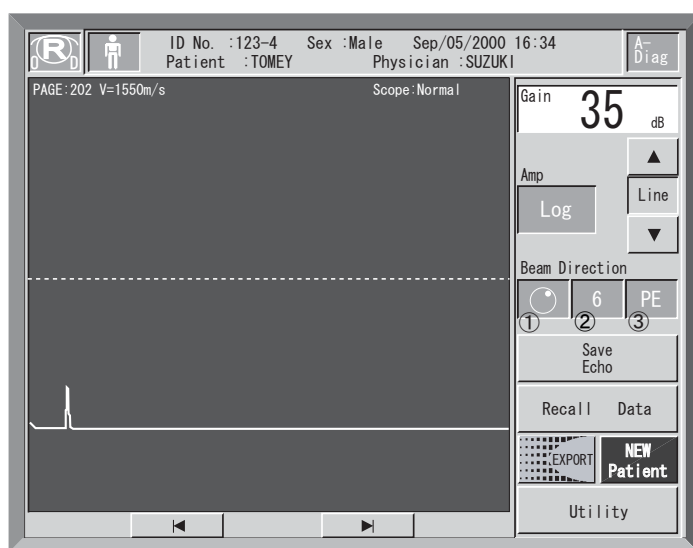 R
O D
ID No. :123-4 Sex :Male Sep/05/2000 16:34
Patient :TOMEY Physician :SUZUKI
A-
Diag
PAGE:202 V=1550m/s Scope:Normal
Gain 35 dB
▲
Amp
Log
Line
▼
Beam Direction
6 PE
① ② ③
Save
Echo
Recall Data
EXPORT
NEW
Patient
Utility